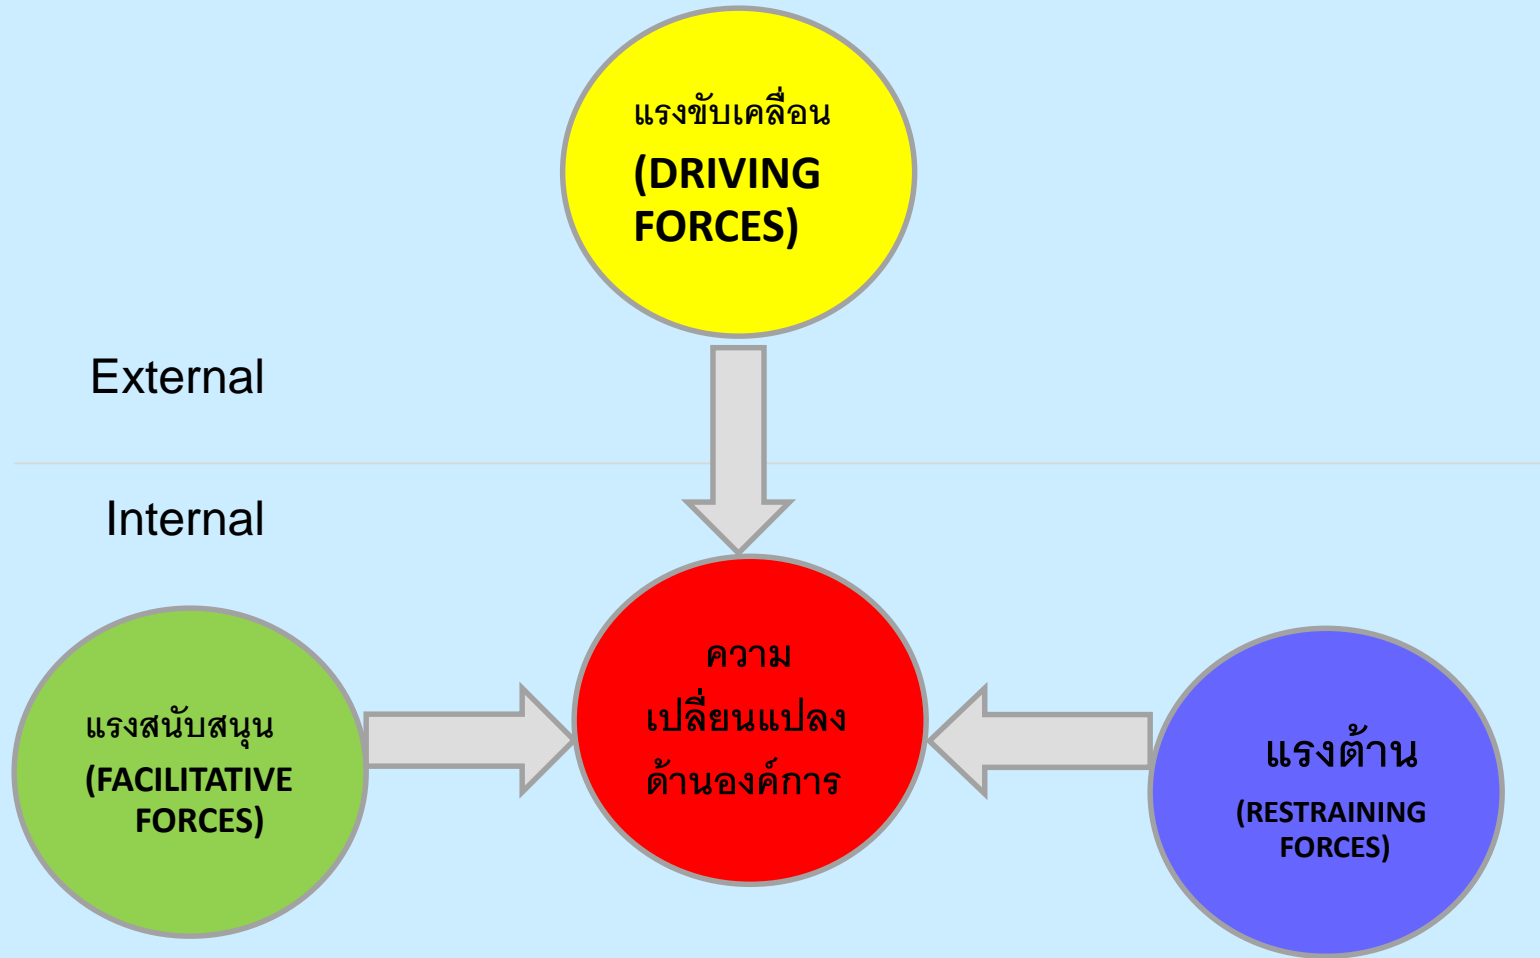 แรงขับเคลื่อน
(DRIVING
FORCES)
External
Internal
ความ
เปลี่ยนแปลง
ด้านองค์การ
แรงสนับสนุน
(FACILITATIVE
FORCES)
แรงต้าน
(RESTRAINING
FORCES)